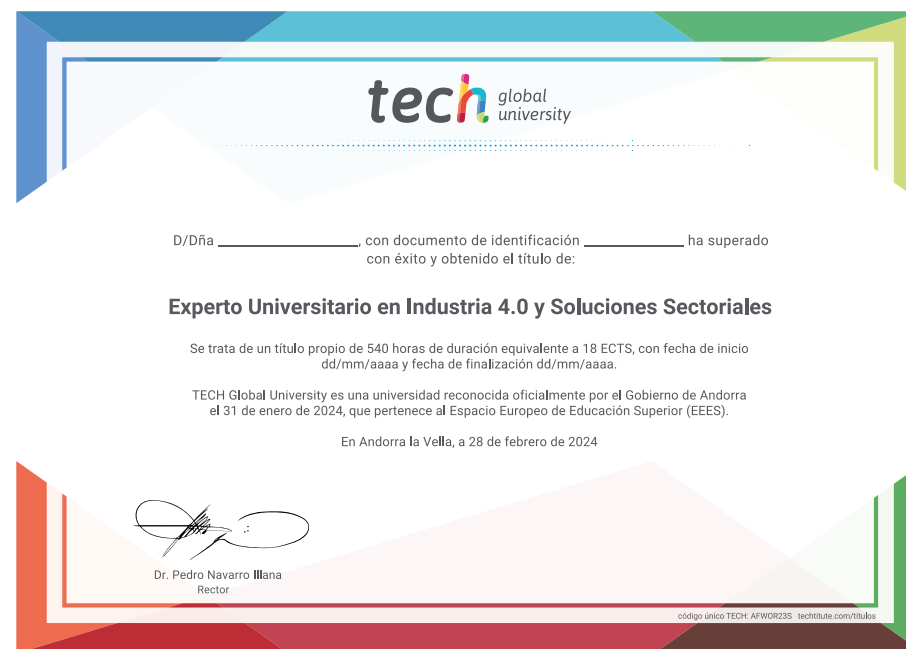 tech global university
D/Dña ____________________, con documento de identificación ______________ ha superado
con éxito y obtenido el título de:
Experto Universitario en Industria 4.0 y Soluciones Sectoriales
Se trata de un título propio de 540 horas de duración equivalente a 18 ECTS, con fecha de inicio
dd/mm/aaaa y fecha de finalización dd/mm/aaaa.
TECH Global University es una universidad reconocida oficialmente por el Gobierno de Andorra
el 31 de enero de 2024, que pertenece al Espacio Europeo de Educación Superior (EEES).
En Andorra la Vella, a 28 de febrero de 2024
Dr. Pedro Navarro Illana
Rector
código único TECH: AFWOR23S techtitute.com/titulos